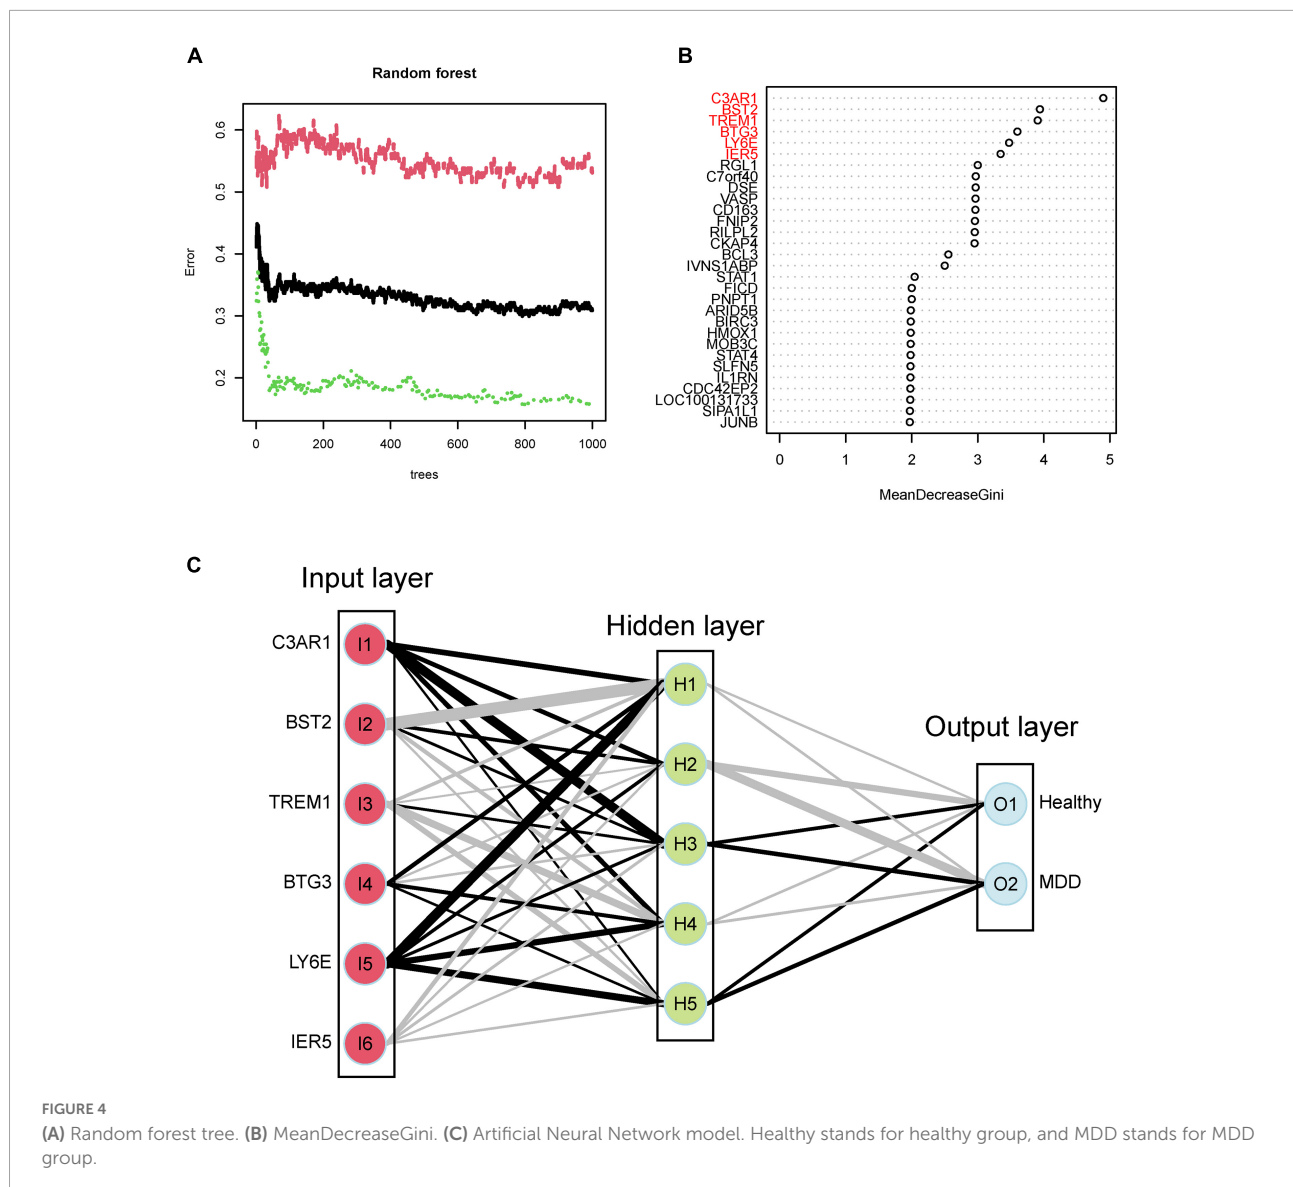 A
Random forest
Error
0.6
0.5
0.4
0.3
0.2
0 200 400 600 800 1000
trees
B
C3AR1
BST2
TREM1
BTG3
LY6E
IER5
RGL1
C7orf40
DSE
VASP
CD163
FNIP2
RILPL2
CKAP4
BCL3
IVNS1ABP
STAT1
FICD
PNPT1
ARID5B
BIRC3
HMOX1
MOB3C
STAT4
SLFN5
IL1RN
CDC42EP2
LOC100131733
SIPA1L1
JUNB
0 1 2 3 4 5
MeanDecreaseGini
C
Input layer
C3AR1 I1
BST2 I2
TREM1 I3
BTG3 I4
LY6E I5
IER5 I6
Hidden layer
H1
H2
H3
H4
H5
Output layer
O1 Healthy
O2 MDD
FIGURE 4
(A) Random forest tree. (B) MeanDecreaseGini. (C) Artificial Neural Network model. Healthy stands for healthy group, and MDD stands for MDD
group.